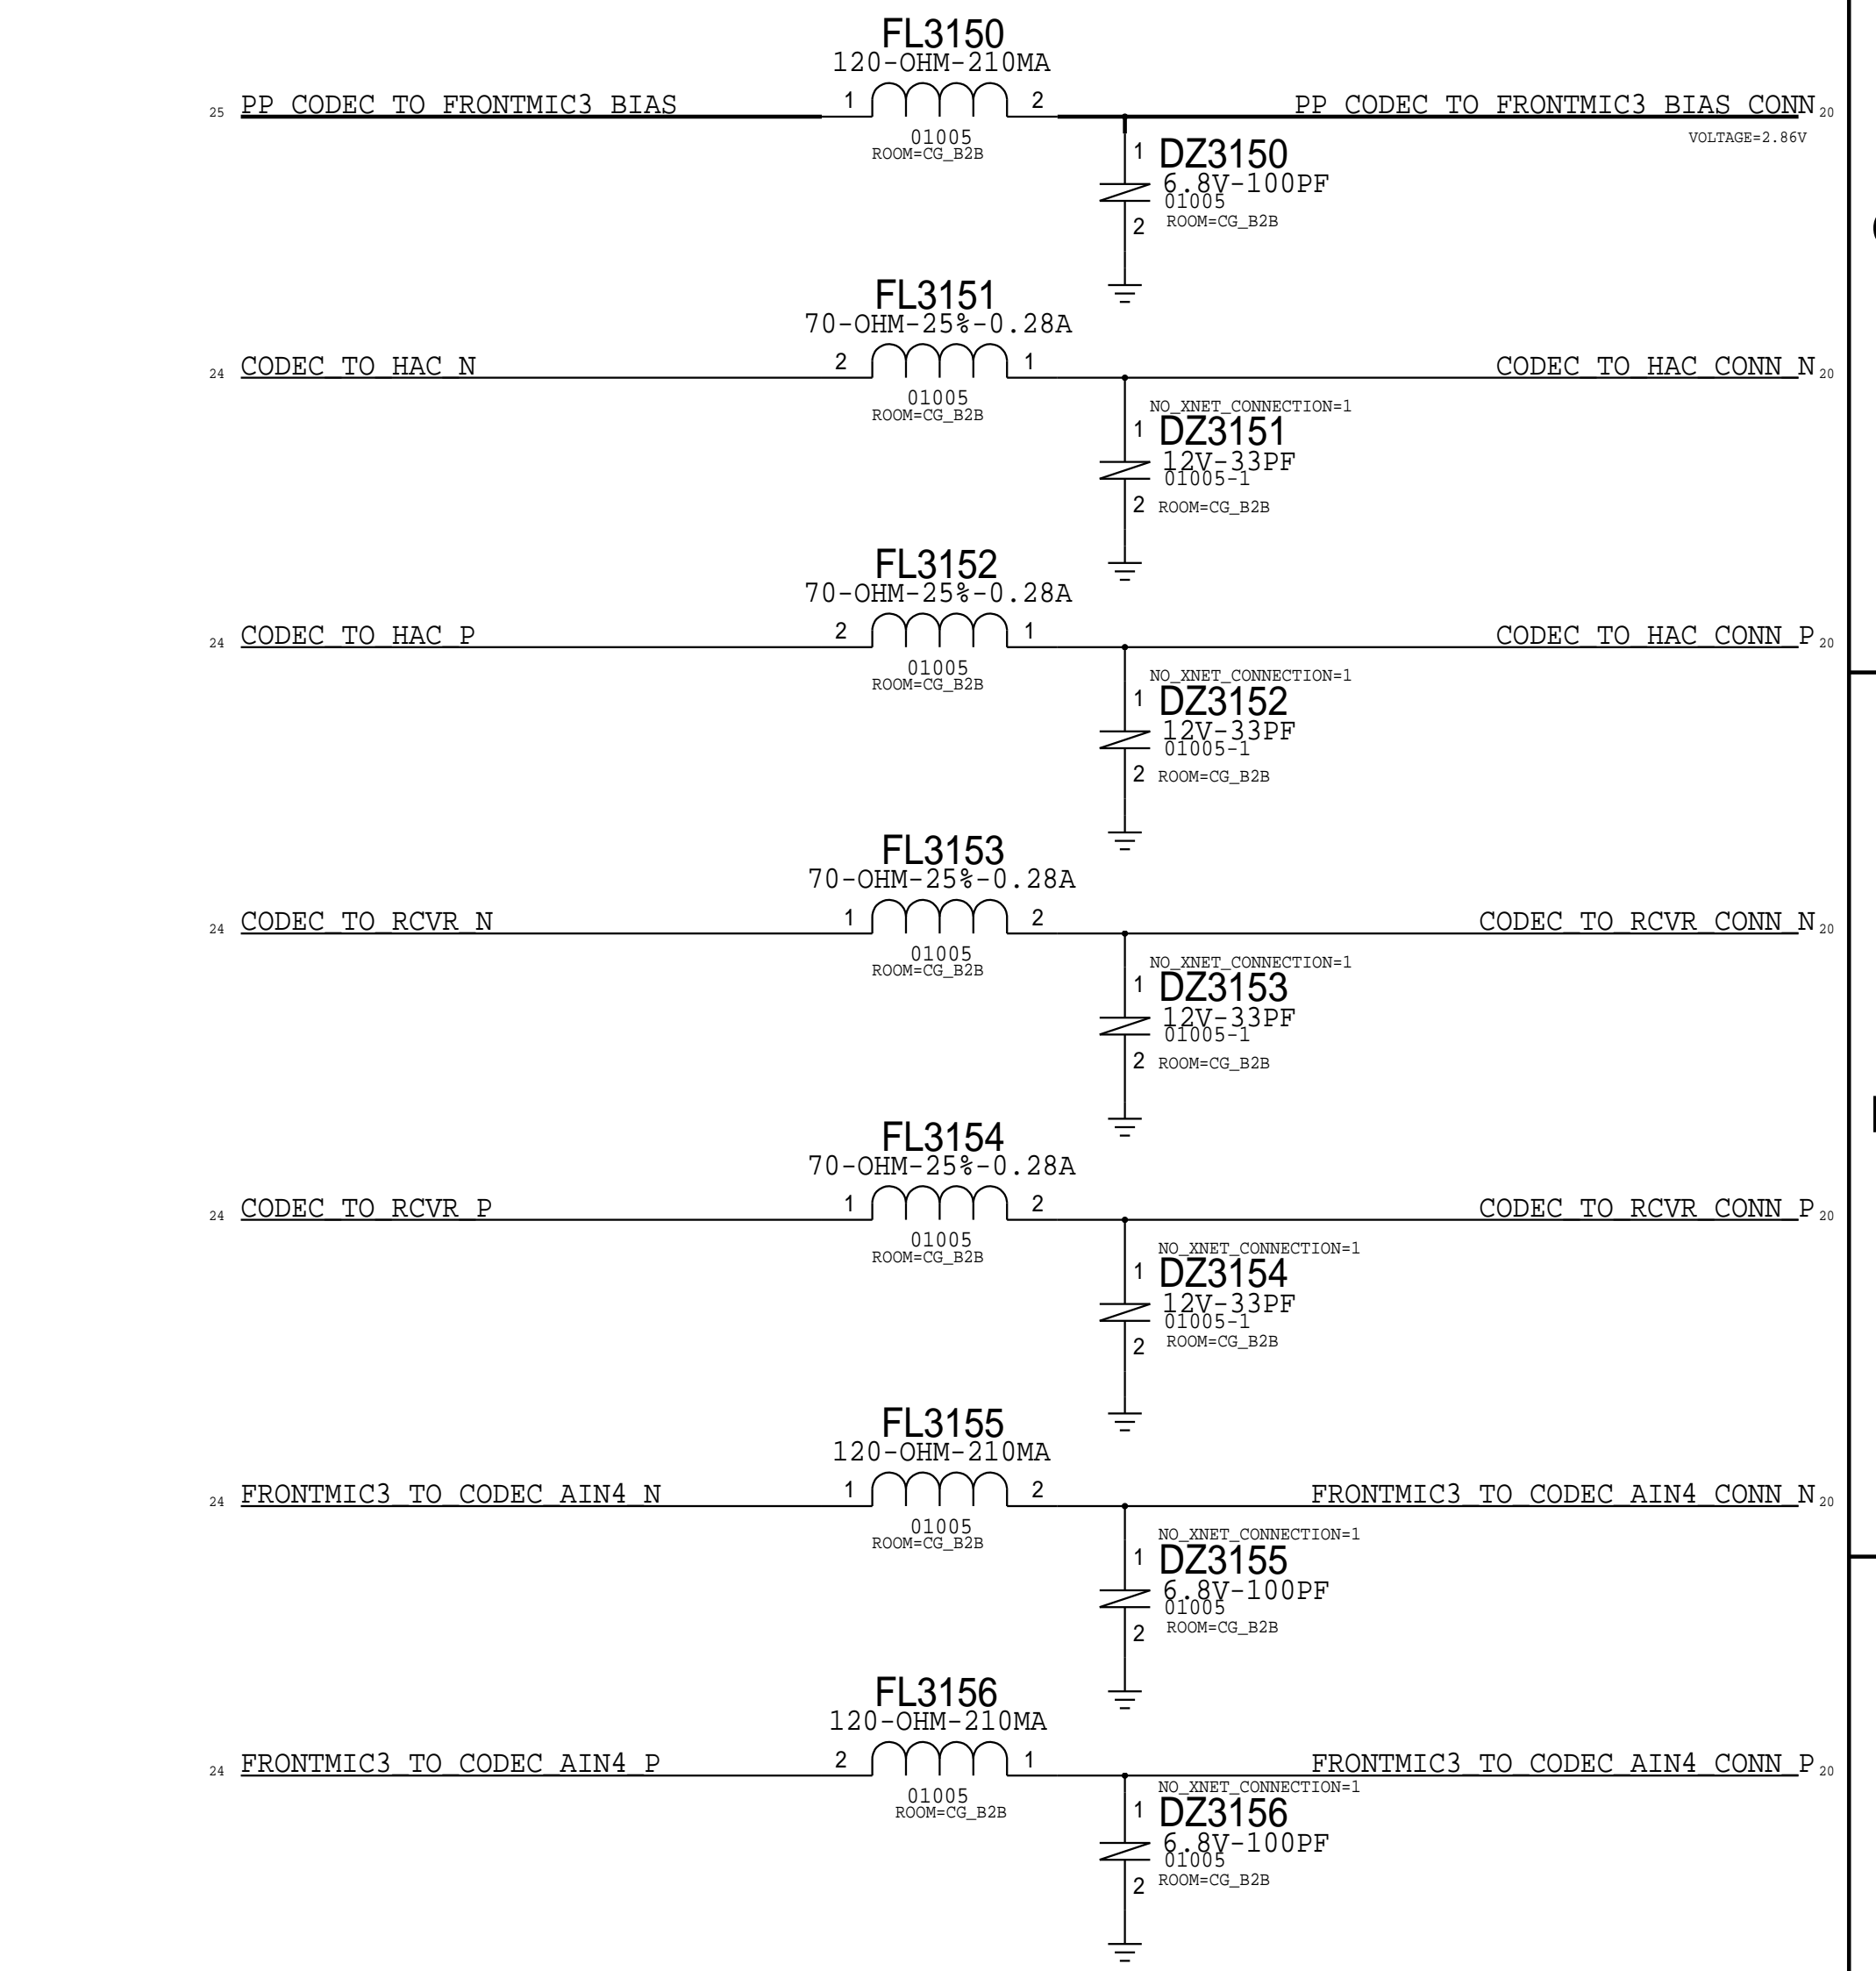 FL3150
120-OHM-210MA
25 PP_CODEC_TO_FRONTMIC3_BIAS 1 2 PP_CODEC_TO_FRONTMIC3_BIAS_CONN 20
01005
ROOM=CG_B2B
VOLTAGE=2.86V
1 DZ3150
6.8V-100PF
01005
2 ROOM=CG_B2B
FL3151
70-OHM-25%-0.28A
24 CODEC_TO_HAC_N 2 1 CODEC_TO_HAC_CONN_N 20
01005
ROOM=CG_B2B
NO_XNET_CONNECTION=1
1 DZ3151
12V-33PF
01005-1
2 ROOM=CG_B2B
FL3152
70-OHM-25%-0.28A
24 CODEC_TO_HAC_P 2 1 CODEC_TO_HAC_CONN_P 20
01005
ROOM=CG_B2B
NO_XNET_CONNECTION=1
1 DZ3152
12V-33PF
01005-1
2 ROOM=CG_B2B
FL3153
70-OHM-25%-0.28A
24 CODEC_TO_RCVR_N 1 2 CODEC_TO_RCVR_CONN_N 20
01005
ROOM=CG_B2B
NO_XNET_CONNECTION=1
1 DZ3153
12V-33PF
01005-1
2 ROOM=CG_B2B
FL3154
70-OHM-25%-0.28A
24 CODEC_TO_RCVR_P 1 2 CODEC_TO_RCVR_CONN_P 20
01005
ROOM=CG_B2B
NO_XNET_CONNECTION=1
1 DZ3154
12V-33PF
01005-1
2 ROOM=CG_B2B
FL3155
120-OHM-210MA
24 FRONTMIC3_TO_CODEC_AIN4_N 1 2 FRONTMIC3_TO_CODEC_AIN4_CONN_N 20
01005
ROOM=CG_B2B
NO_XNET_CONNECTION=1
1 DZ3155
6.8V-100PF
01005
2 ROOM=CG_B2B
FL3156
120-OHM-210MA
24 FRONTMIC3_TO_CODEC_AIN4_P 2 1 FRONTMIC3_TO_CODEC_AIN4_CONN_P 20
01005
ROOM=CG_B2B
NO_XNET_CONNECTION=1
1 DZ3156
6.8V-100PF
01005
2 ROOM=CG_B2B